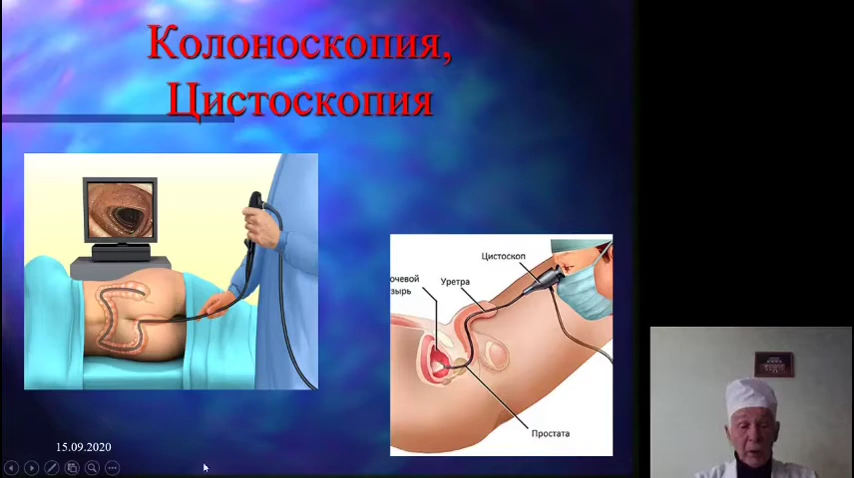 Колоноскопия,
Цистоскопия
Цистоскоп
Уретра
очевой
зырь
Простата
15.09.2020